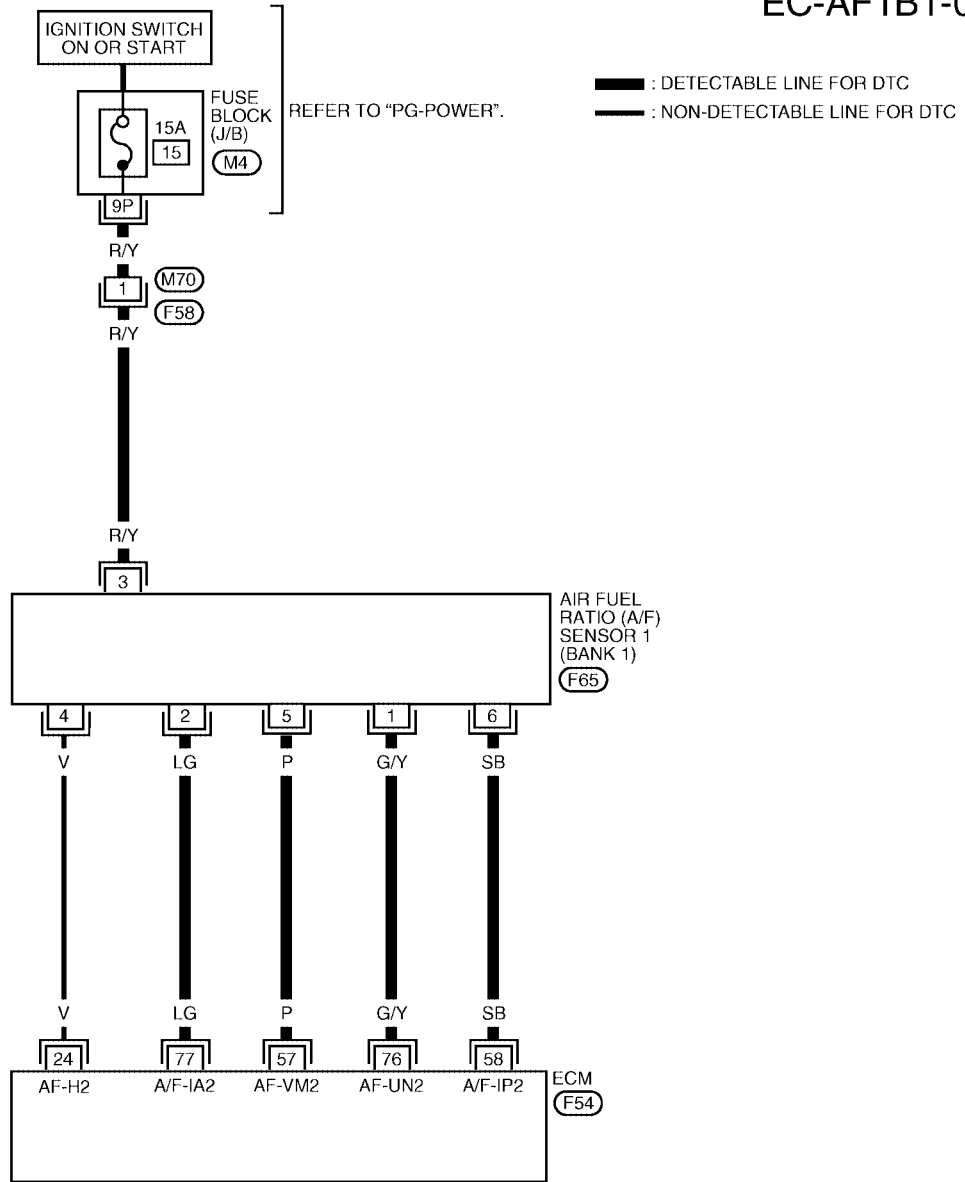 EC-AF1B1-0
IGNITION SWITCH
ON OR START
FUSE
BLOCK
(J/B)
M4
15A
15
REFER TO “PG-POWER”.
: DETECTABLE LINE FOR DTC
: NON-DETECTABLE LINE FOR DTC
9P
R/Y
1
M70
F58
R/Y
R/Y
3
AIR FUEL
RATIO (A/F)
SENSOR 1
(BANK 1)
F65
4 2 5 1 6
V LG P G/Y SB
V LG P G/Y SB
24 77 57 76 58
AF-H2 A/F-IA2 AF-VM2 AF-UN2 A/F-IP2
ECM
F54